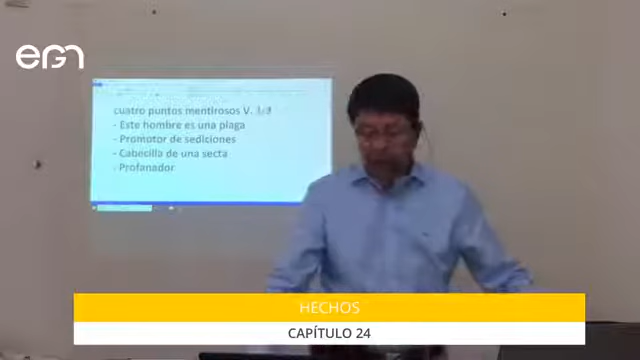 ergn
cuatro puntos mentirosos V.
- Este hombre es una plaga
- Promotor de sediciones
- Cabecilla de una secta
- Profanador
HECHOS
CAPÍTULO 24